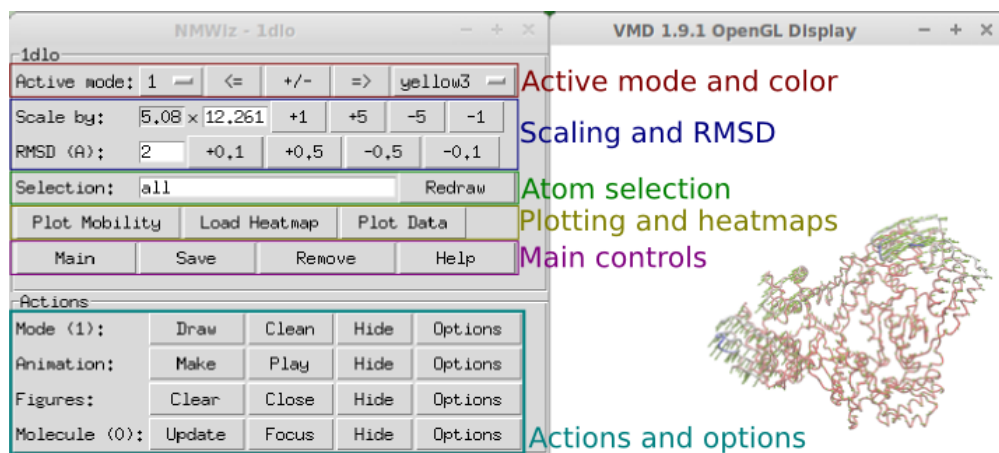 NMWiz - 1dlo
VMD 1.9.1 OpenGL Display
1dlo
Active mode: 1 <= +/- => yellow3 Active mode and color
Scale by: 5.08 × 12.261 +1 +5 -5 -1
Scaling and RMSD
RMSD (A): 2 +0.1 +0.5 -0.5 -0.1
Selection: all Redraw Atom selection
Plot Mobility Load Heatmap Plot Data Plotting and heatmaps
Main Save Remove Help Main controls
Actions
Mode (1): Draw Clean Hide Options
Animation: Make Play Hide Options
Figures: Clear Close Hide Options
Molecule (0): Update Focus Hide Options Actions and options